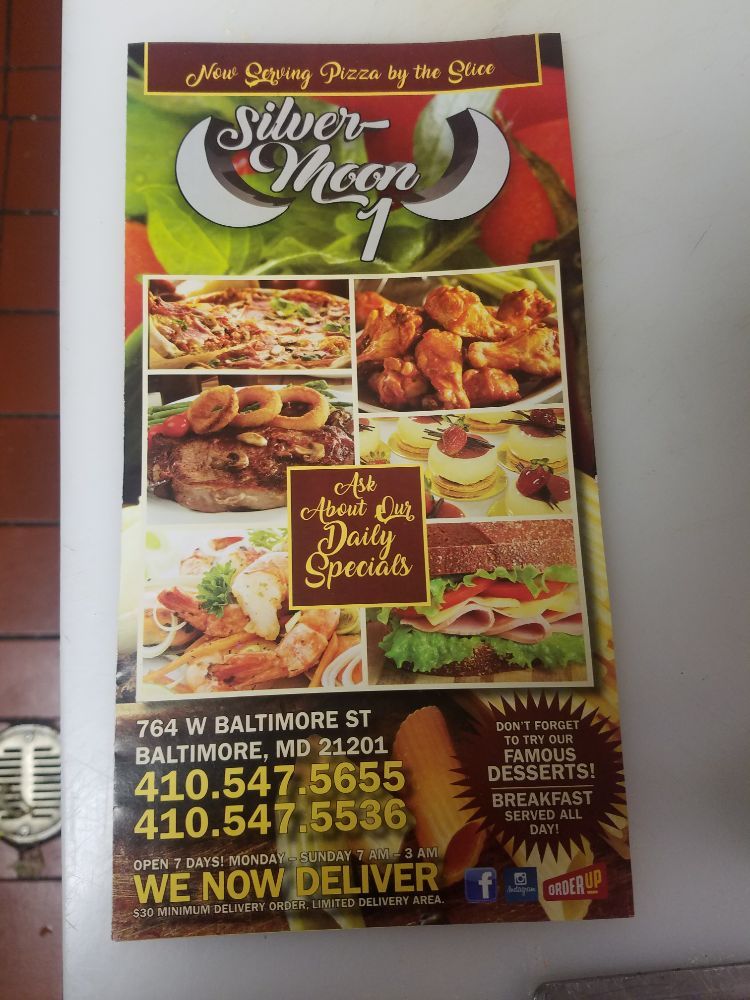 Now Serving Pizza by the Slice
Silver-
Moon
1
Ask
About Our
Daily
Specials
764 W BALTIMORE ST
BALTIMORE, MD 21201
410.547.5655
410.547.5536
OPEN 7 DAYS! MONDAY – SUNDAY 7 AM – 3 AM
WE NOW DELIVER
$30 MINIMUM DELIVERY ORDER, LIMITED DELIVERY AREA.
DON'T FORGET
TO TRY OUR
FAMOUS
DESSERTS!
BREAKFAST
SERVED ALL
DAY!
f
Instagram
ORDERUP